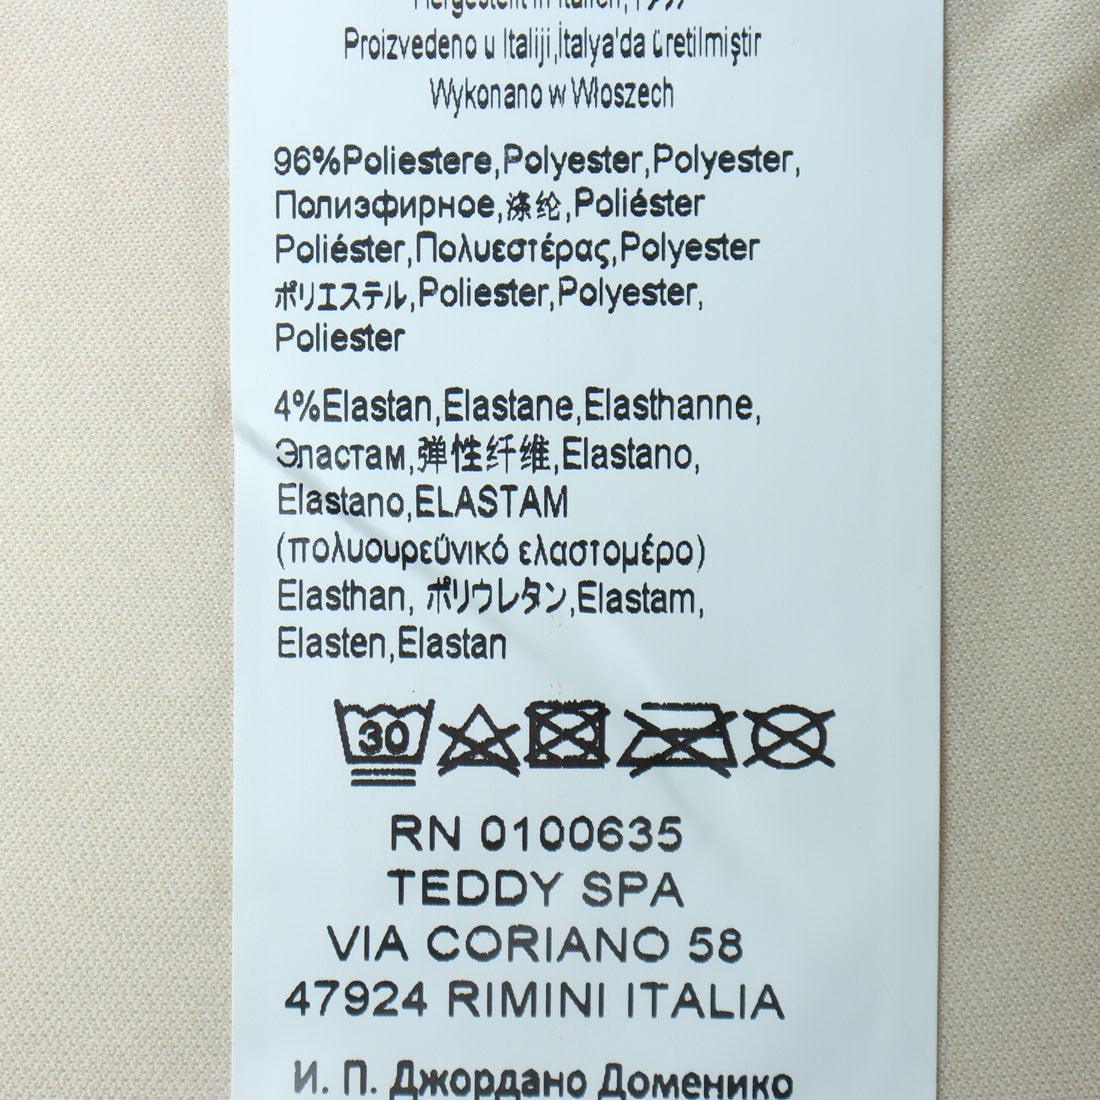 Hergestellt in Italien,
Proizvedeno u Italiji,İtalya'da üretilmiştir
Wykonano w Włoszech
96%Poliestere,Polyester,Polyester,
Полиэфирное,涤纶,Poliéster
Poliéster,Πολυεστέρας,Polyester
ポリエステル,Poliester,Polyester,
Poliester
4%Elastan,Elastane,Elasthanne,
Эластам,弹性纤维,Elastano,
Elastano,ELASTAM
(πολυουρεϋνικό ελαστομέρο)
Elasthan, ポリウレタン,Elastam,
Elasten,Elastan
30
RN 0100635
TEDDY SPA
VIA CORIANO 58
47924 RIMINI ITALIA
И. П. Джордано Доменико